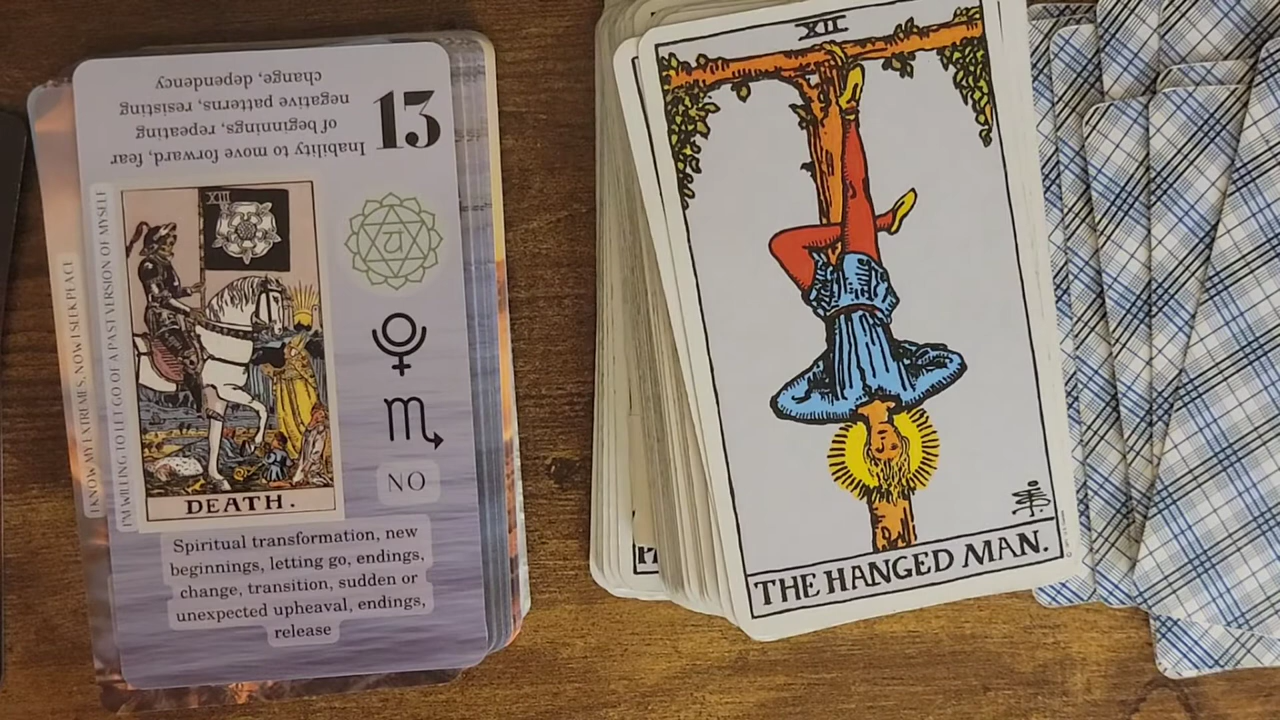 13
Inability to move forward, fear
of beginnings, repeating
negative patterns, resisting
change, dependency
I KNOW MY EXTREMES, NOW I SEEK PEACE
I'M WILLING TO LET GO OF A PAST VERSION OF MYSELF
XIII
DEATH.
NO
Spiritual transformation, new
beginnings, letting go, endings,
change, transition, sudden or
unexpected upheaval, endings,
release
XII
THE HANGED MAN.